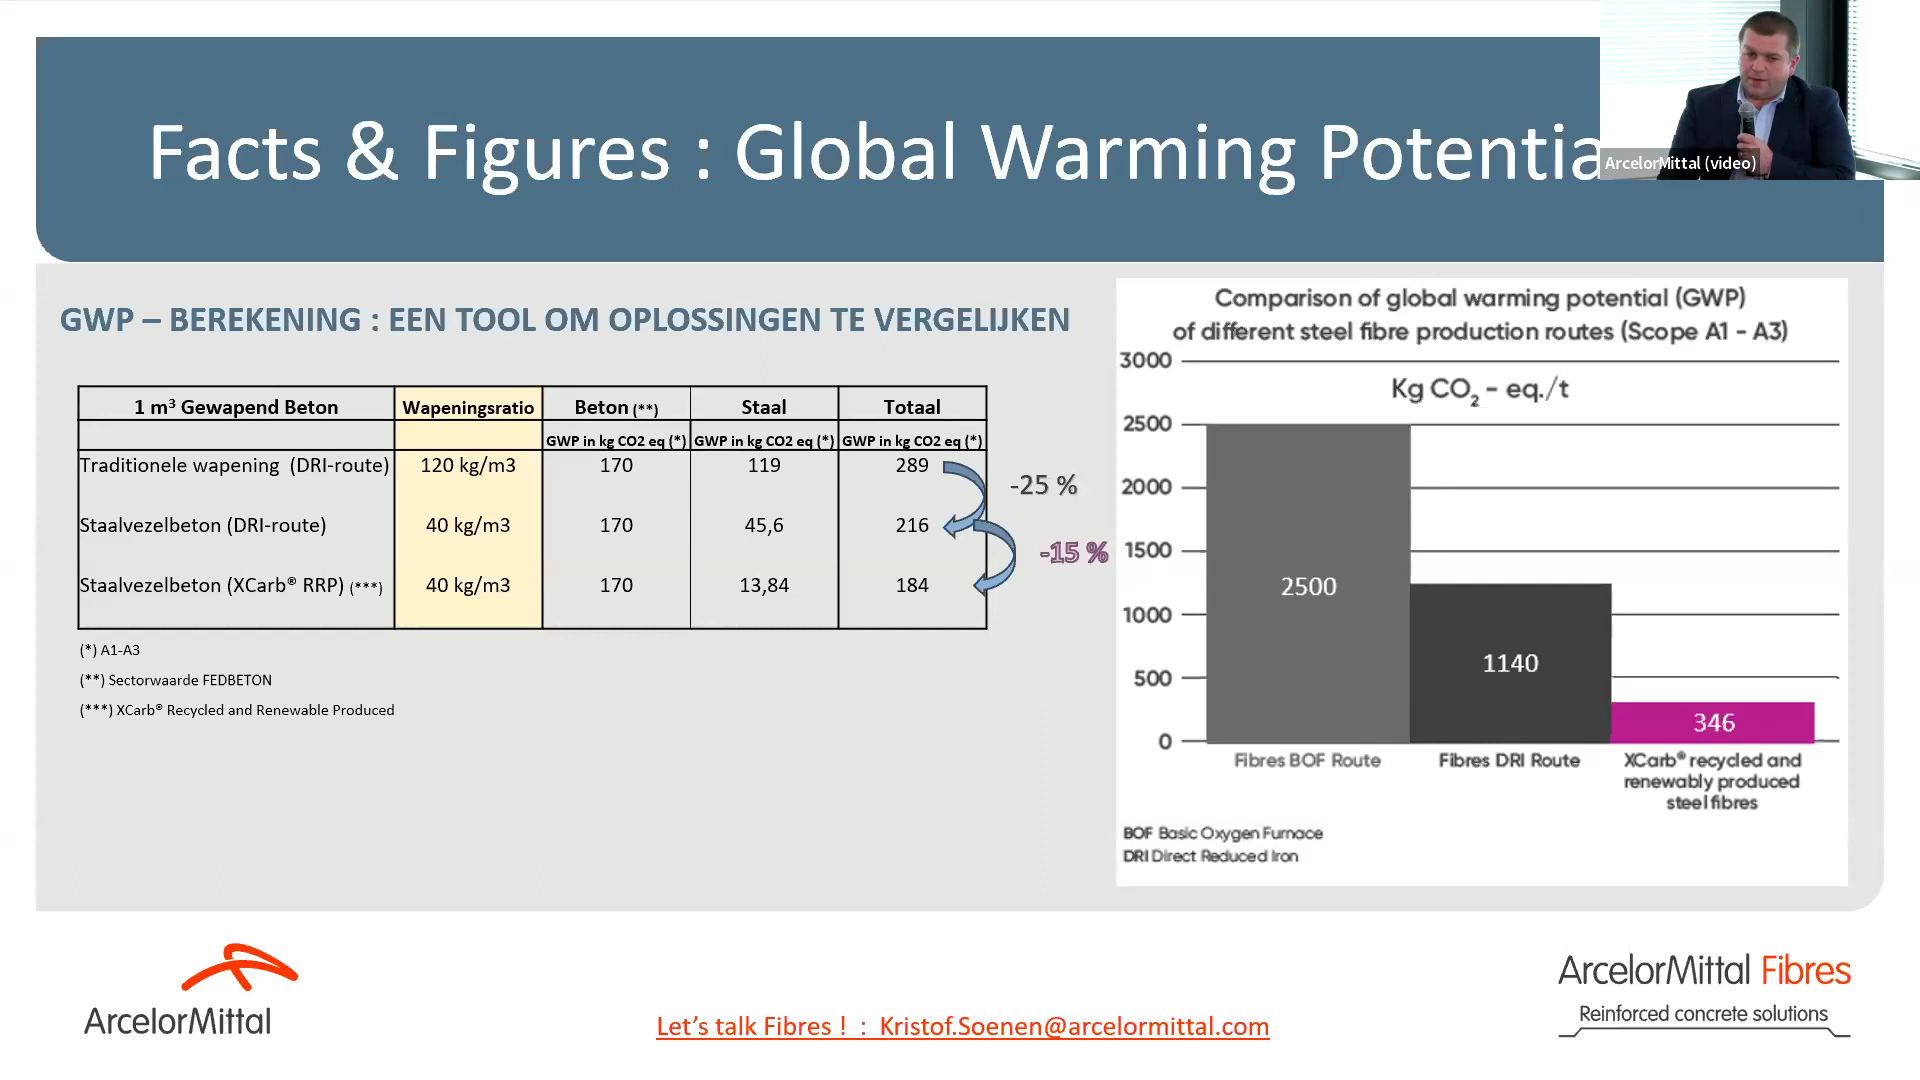 Facts & Figures : Global Warming Potentia
ArcelorMittal (video)
GWP – BEREKENING : EEN TOOL OM OPLOSSINGEN TE VERGELIJKEN
1 m³ Gewapend Beton Wapeningsratio Beton (**) Staal Totaal
GWP in kg CO2 eq (*) GWP in kg CO2 eq (*) GWP in kg CO2 eq (*)
Traditionele wapening (DRI-route) 120 kg/m3 170 119 289
-25 %
Staalvezelbeton (DRI-route) 40 kg/m3 170 45,6 216
-15 %
Staalvezelbeton (XCarb® RRP) (***) 40 kg/m3 170 13,84 184
(*) A1-A3
(**) Sectorwaarde FEDBETON
(***) XCarb® Recycled and Renewable Produced
Comparison of global warming potential (GWP)
of different steel fibre production routes (Scope A1 - A3)
Kg CO₂ - eq./t
3000
2500
2000
1500
1000
500
0
2500
1140
346
Fibres BOF Route
Fibres DRI Route
XCarb® recycled and
renewably produced
steel fibres
BOF Basic Oxygen Furnace
DRI Direct Reduced Iron
ArcelorMittal
Let's talk Fibres ! : Kristof.Soenen@arcelormittal.com
ArcelorMittal Fibres
Reinforced concrete solutions